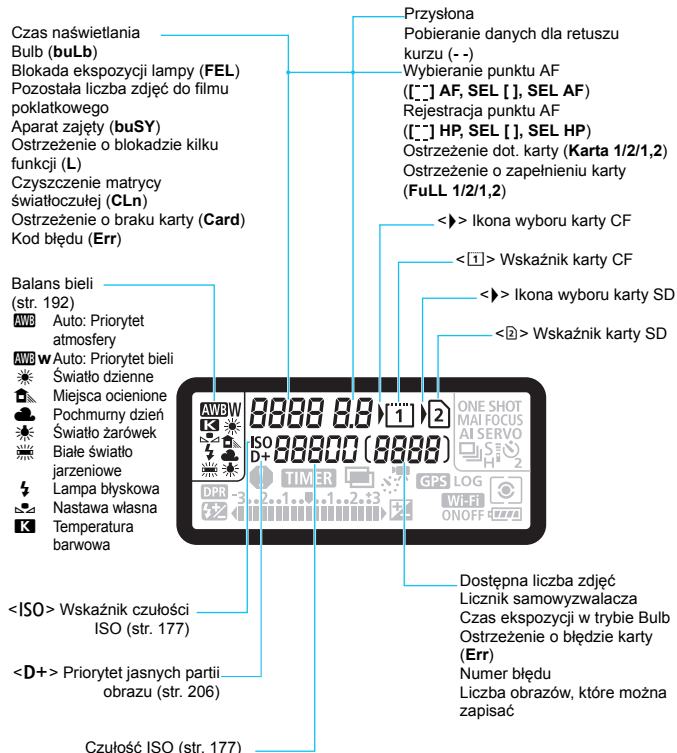 Czas naświetlania
Bulb (buLb)
Blokada ekspozycji lampy (FEL)
Pozostała liczba zdjęć do filmu
poklatkowego
Aparat zajęty (buSY)
Ostrzeżenie o blokadzie kilku
funkcji (L)
Czyszczenie matrycy
światłoczułej (CLn)
Ostrzeżenie o braku karty (Card)
Kod błędu (Err)
Przysłona
Pobieranie danych dla retuszu
kurzu (- -)
Wybieranie punktu AF
([ ] AF, SEL [ ], SEL AF)
Rejestracja punktu AF
([ ] HP, SEL [ ], SEL HP)
Ostrzeżenie dot. karty (Karta 1/2/1,2)
Ostrzeżenie o zapełnieniu karty
(FuLL 1/2/1,2)
< > Ikona wyboru karty CF
<1> Wskaźnik karty CF
< > Ikona wyboru karty SD
<2> Wskaźnik karty SD
Balans bieli
(str. 192)
AWB Auto: Priorytet
atmosfery
AWB W Auto: Priorytet bieli
Światło dzienne
Miejsca ocienione
Pochmurny dzień
Światło żarówek
Białe światło
jarzeniowe
Lampa błyskowa
Nastawa własna
K Temperatura
barwowa
AWB W 8888 8.8 1 2 ONE SHOT
K MAI FOCUS
ISO 88800 (8888) AI SERVO
D+ S H 2
TIMER GPS LOG
DPR -3..2..1..0..1..2..+3 Wi-Fi
ONOFF
<ISO> Wskaźnik czułości
ISO (str. 177)
<D+> Priorytet jasnych partii
obrazu (str. 206)
Czułość ISO (str. 177)
Dostępna liczba zdjęć
Licznik samowyzwalacza
Czas ekspozycji w trybie Bulb
Ostrzeżenie o błędzie karty
(Err)
Numer błędu
Liczba obrazów, które można
zapisać